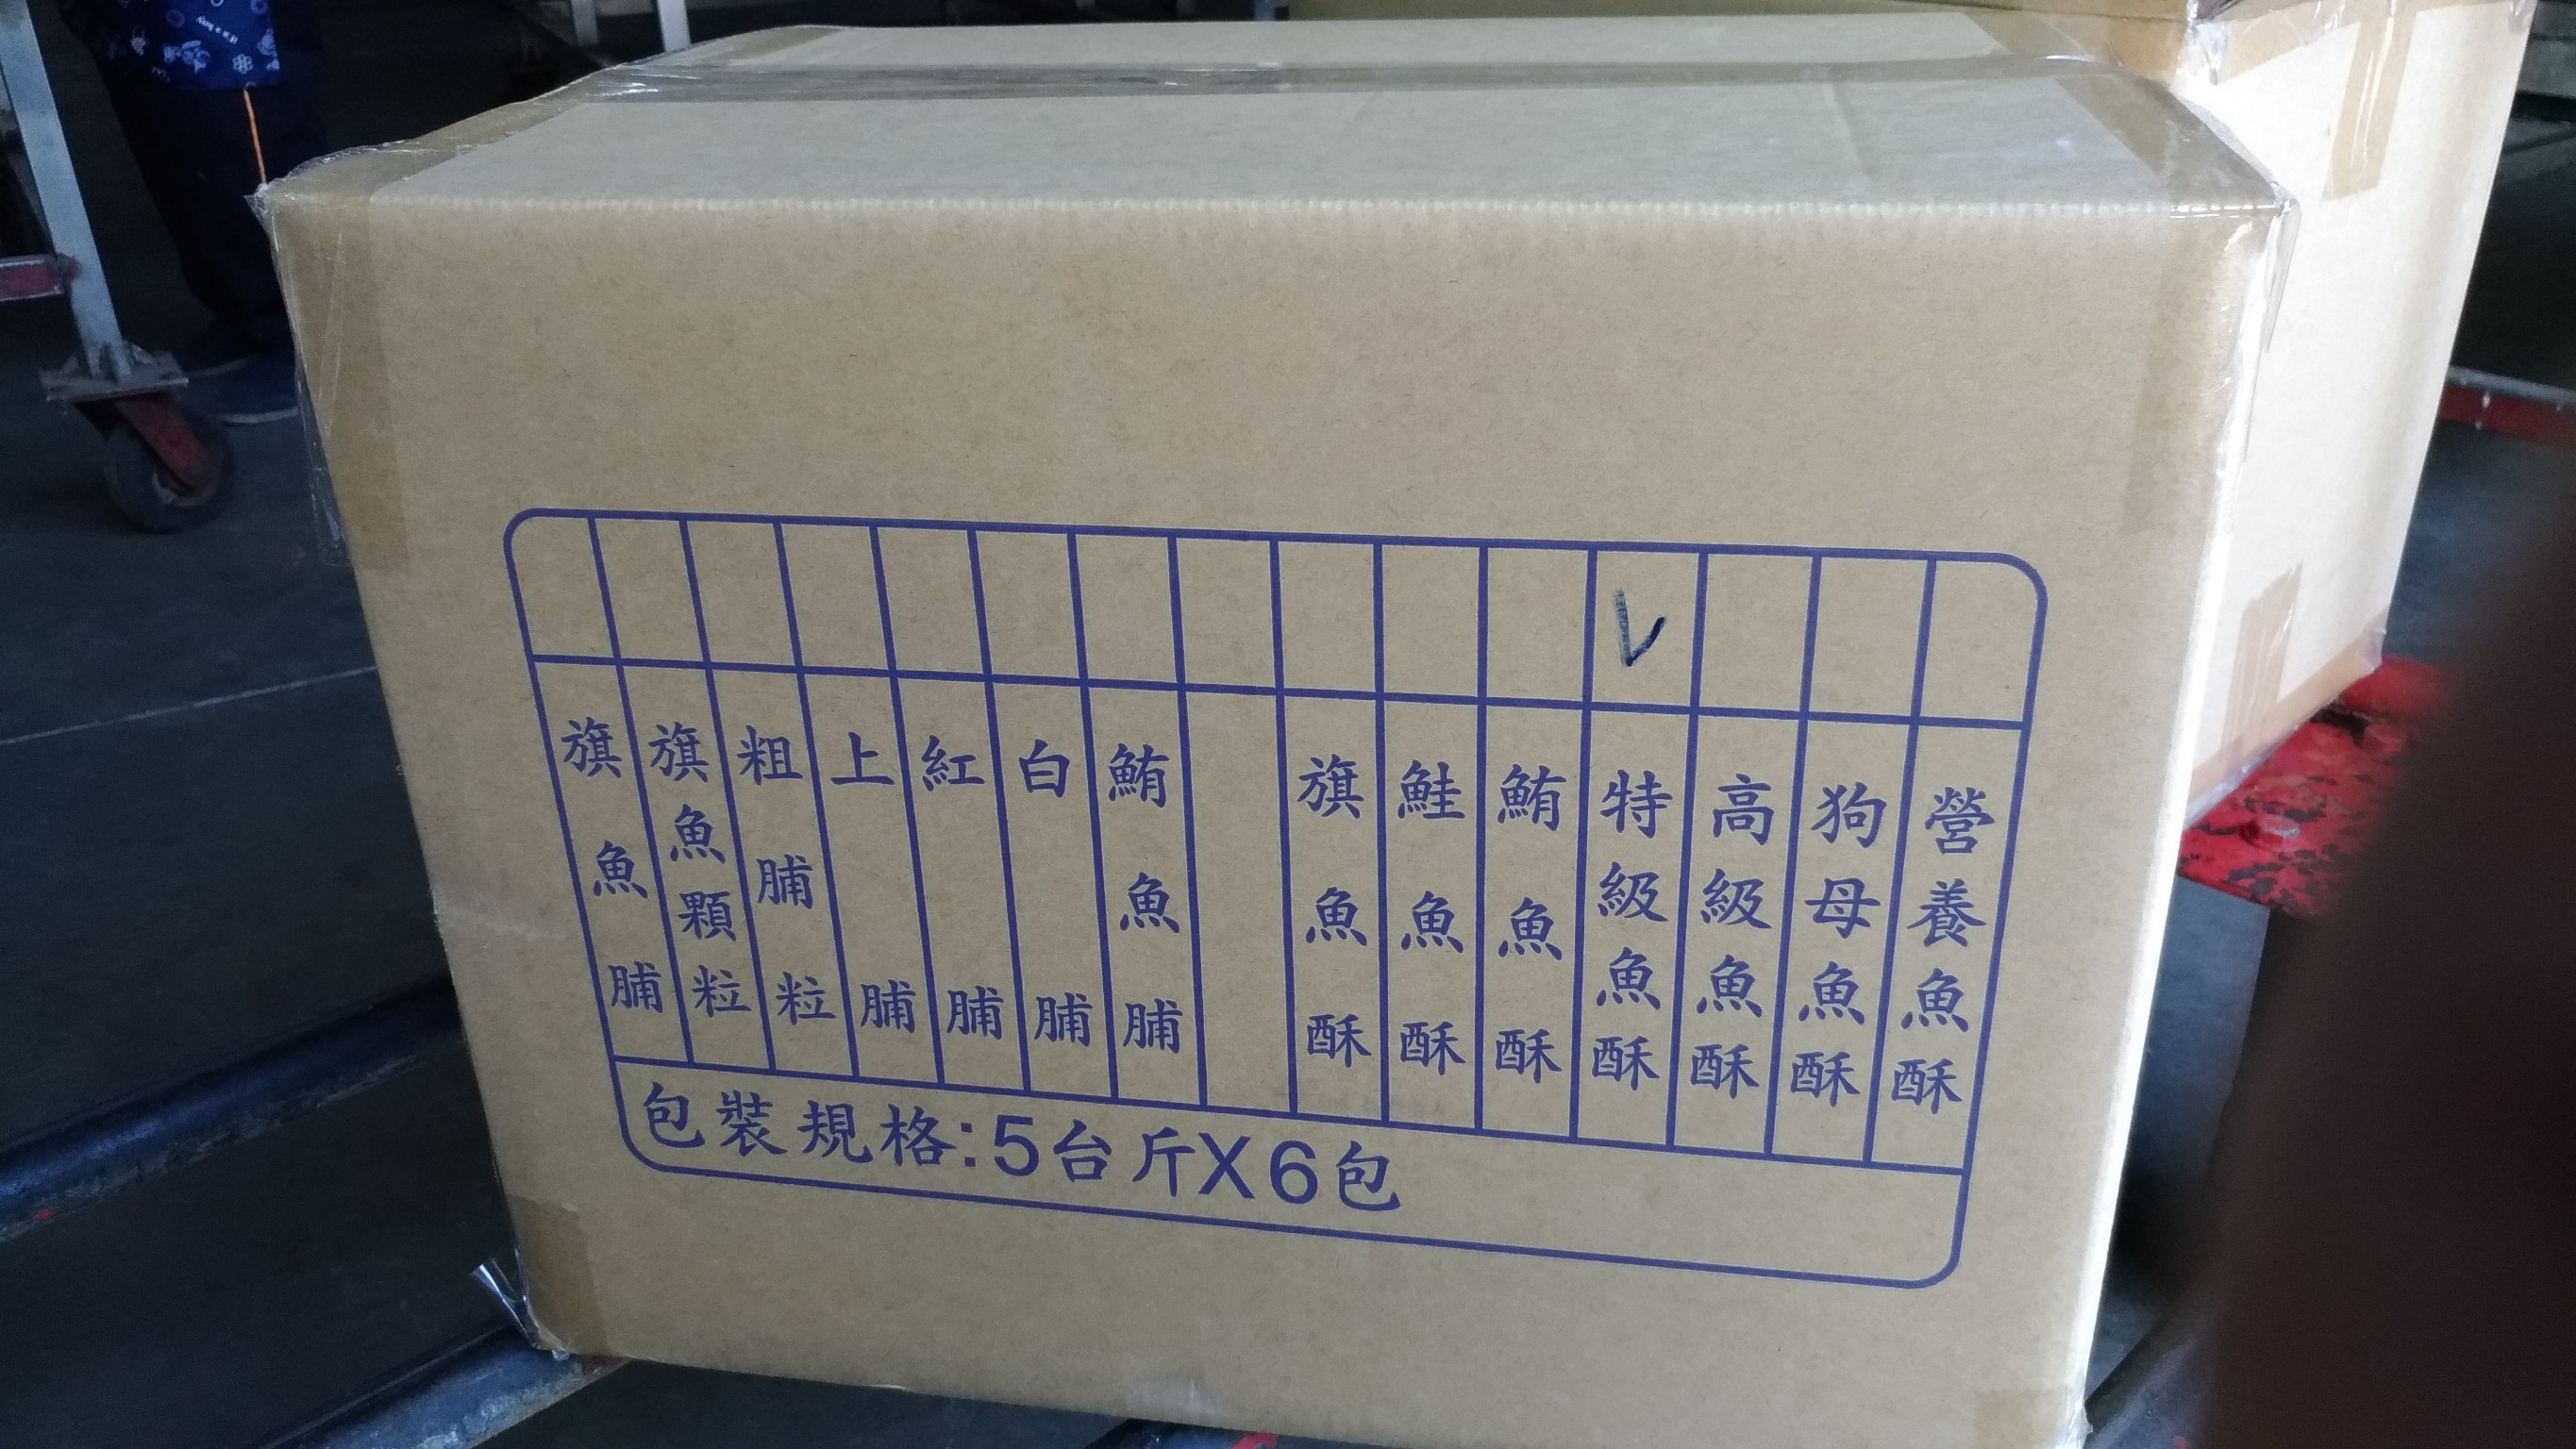 V
旗魚脯
旗魚顆粒
粗脯粒
上脯
紅脯
白脯
鮪魚脯
旗魚酥
鮭魚酥
鮪魚酥
特級魚酥
高級魚酥
狗母魚酥
營養魚酥
包裝規格:5台斤X6包